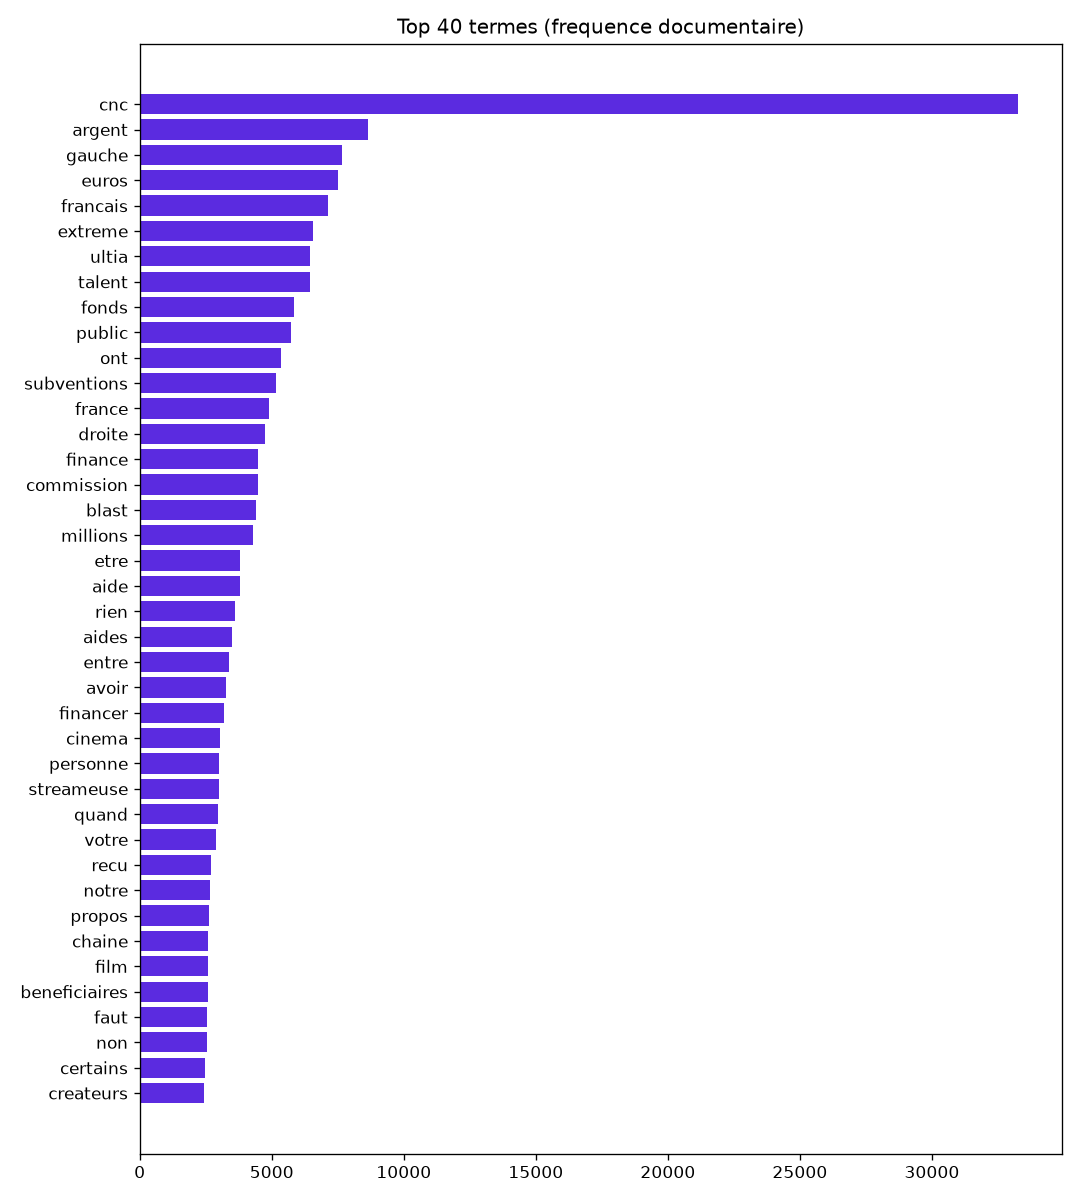 Top 40 termes (frequence documentaire)
cnc
argent
gauche
euros
francais
extreme
ultia
talent
fonds
public
ont
subventions
france
droite
finance
commission
blast
millions
etre
aide
rien
aides
entre
avoir
financer
cinema
personne
streameuse
quand
votre
recu
notre
propos
chaine
film
beneficiaires
faut
non
certains
createurs
0 5000 10000 15000 20000 25000 30000